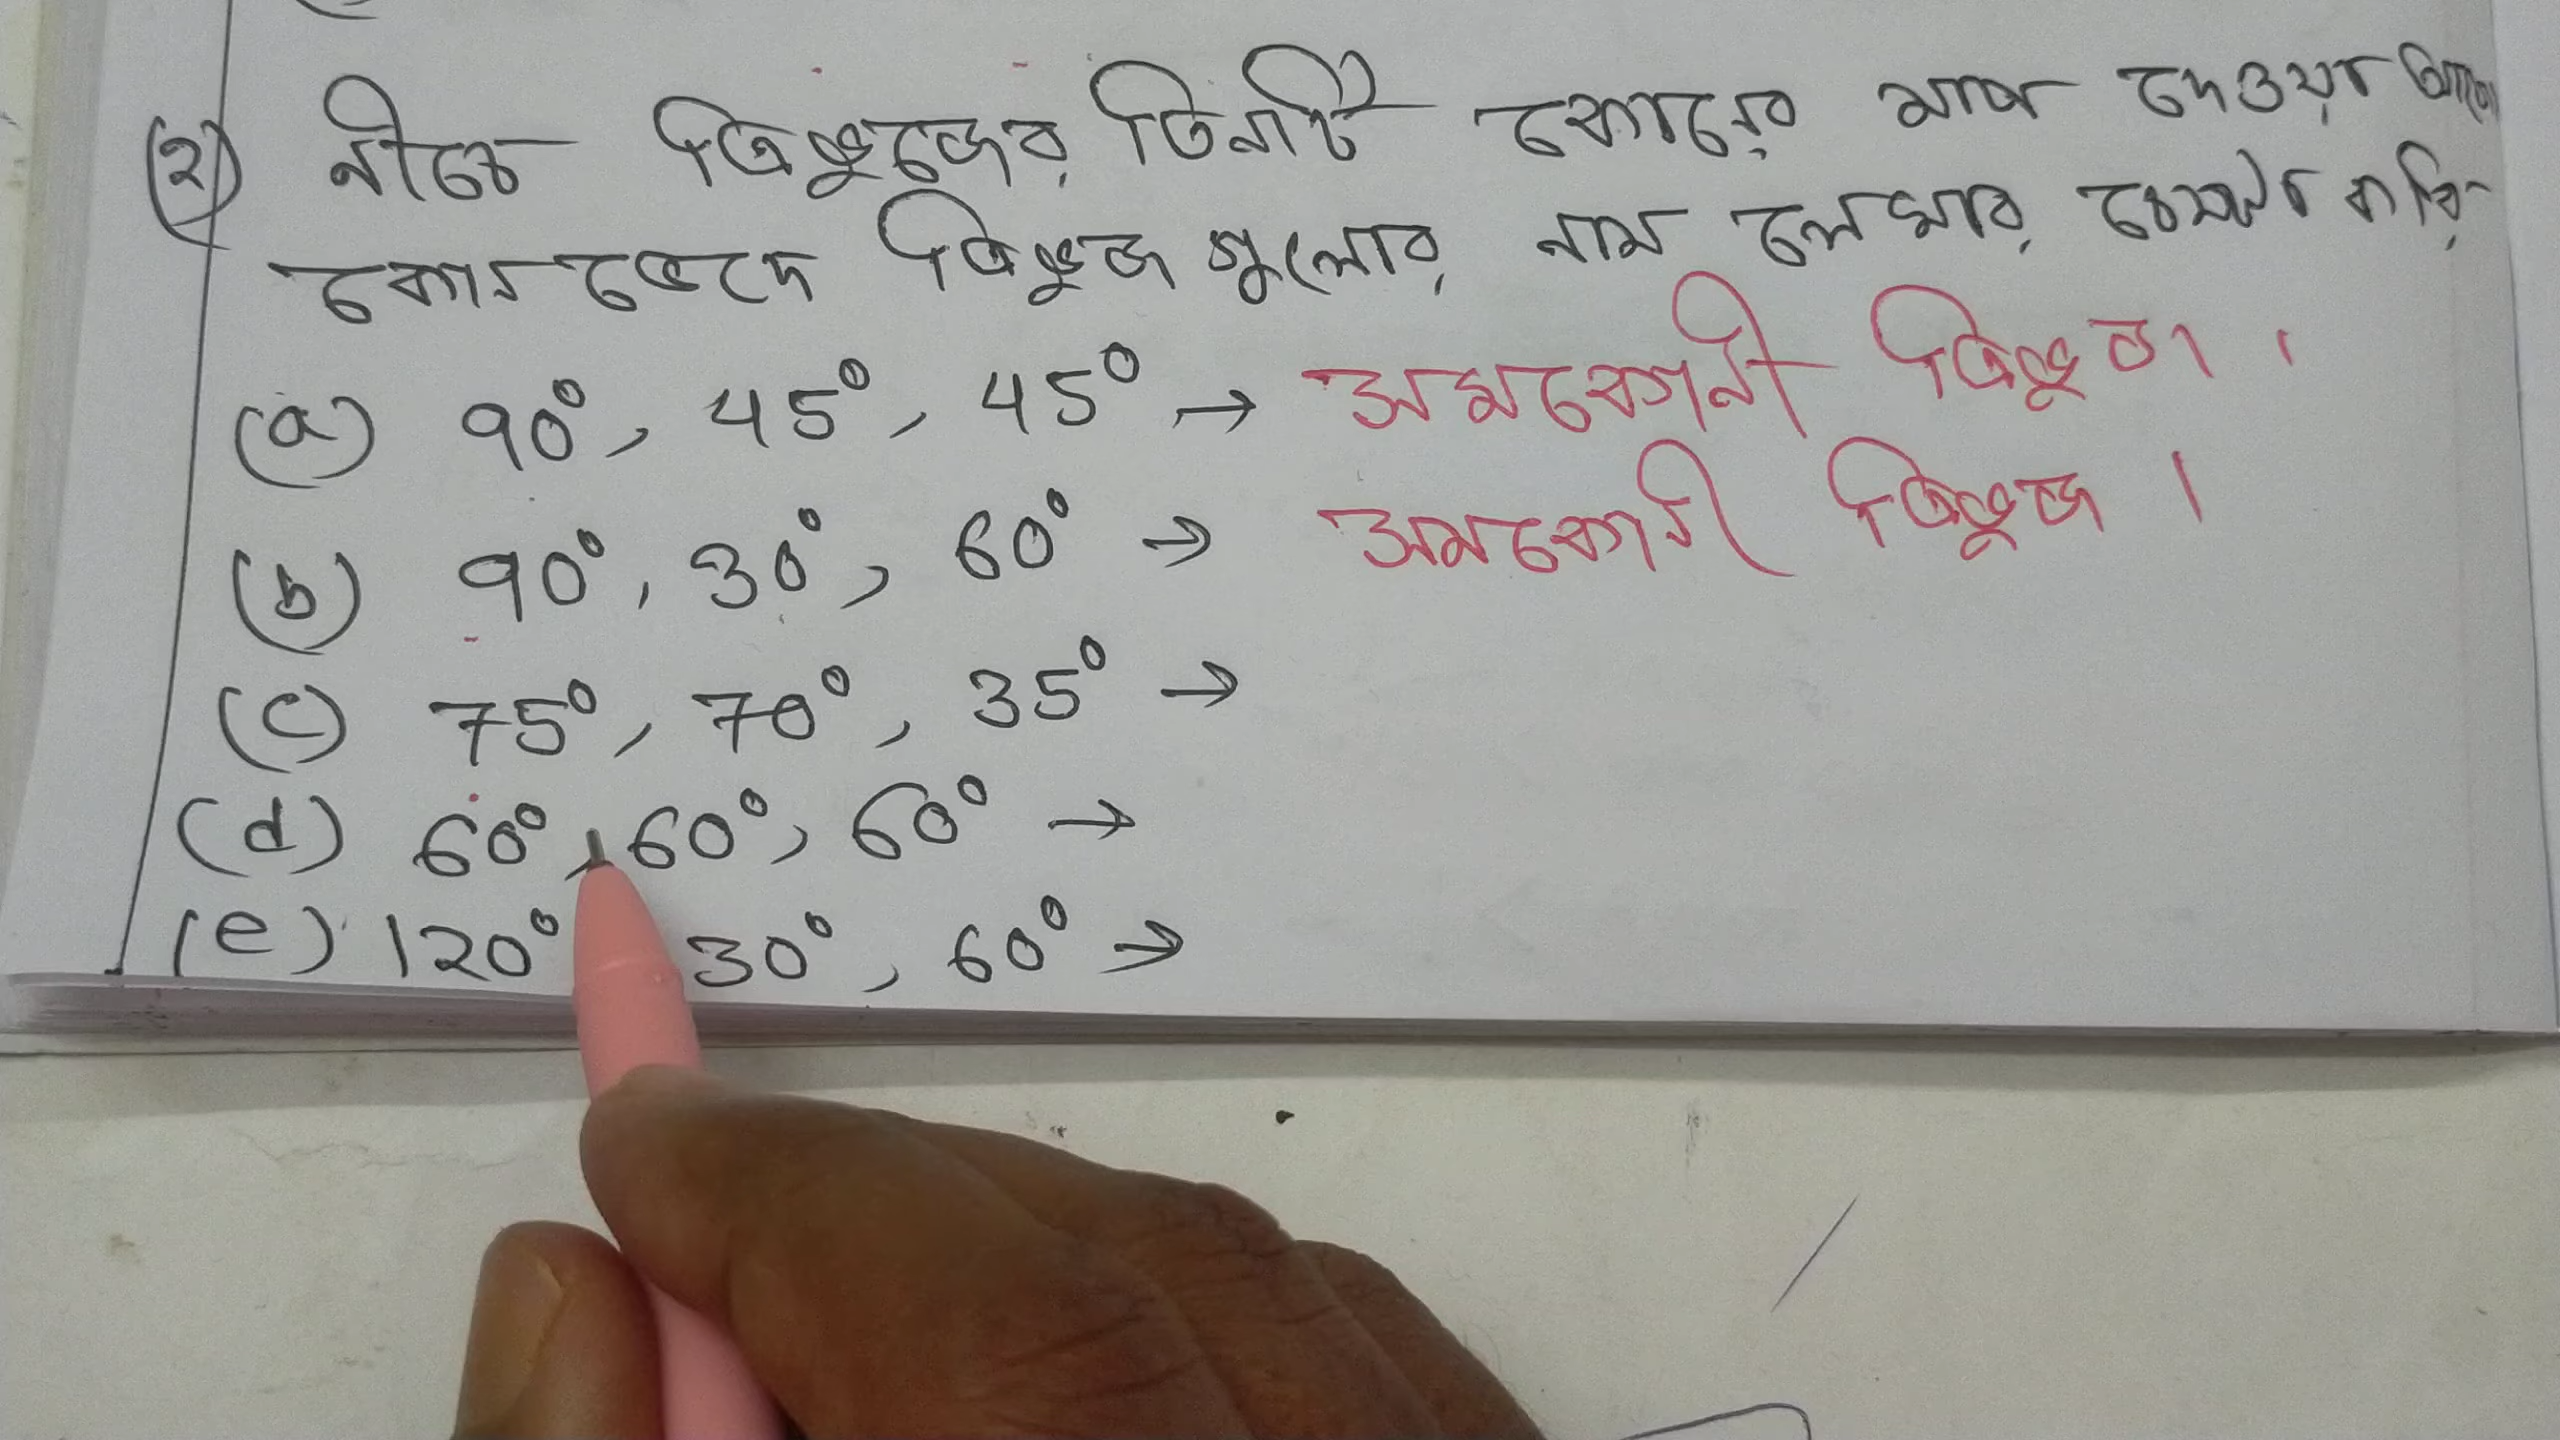 (২) নীচে ত্রিভুজের তিনটি কোনের মাপ দেওয়া আছে
কোনভেদে ত্রিভুজ গুলোর নাম লেখার চেষ্টা করি-
(a) 90°, 45°, 45° → সমকোনী ত্রিভুজ ।
(b) 90°, 30°, 60° → সমকোনী ত্রিভুজ ।
(c) 75°, 70°, 35° →
(d) 60°, 60°, 60° →
(e) 120° 30°, 60° →